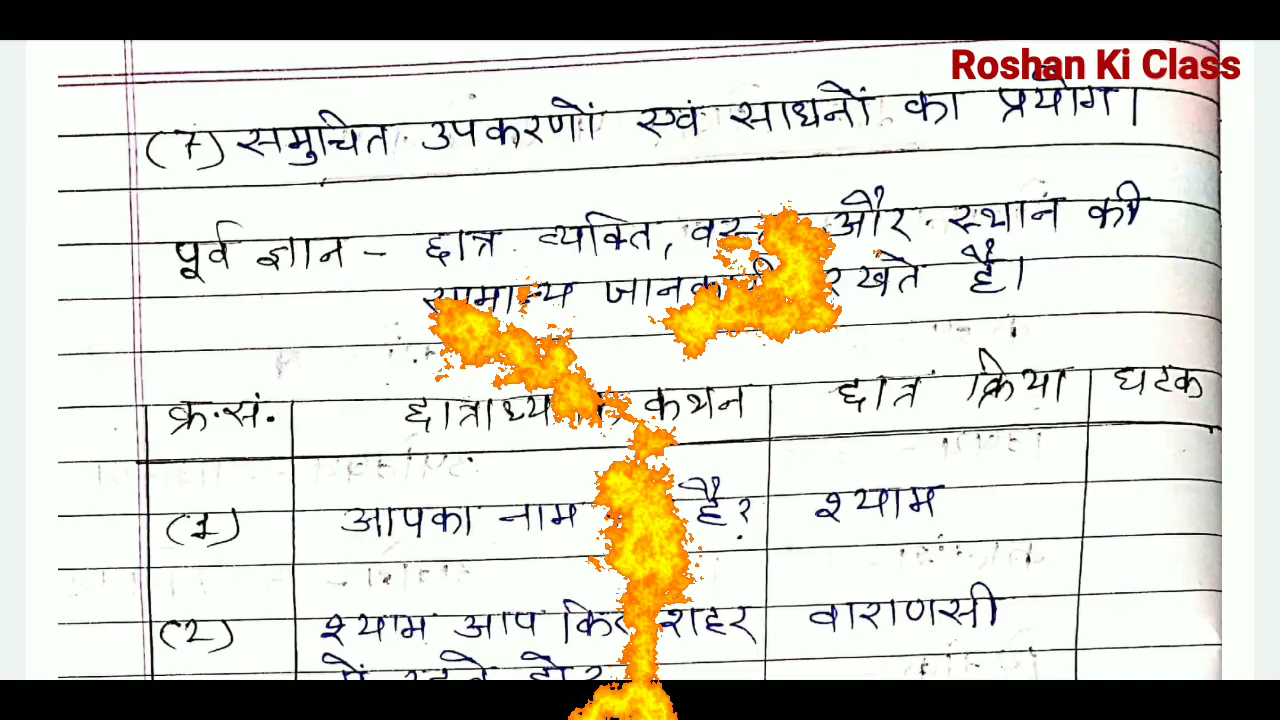 Roshan Ki Class
(7) समुचित उपकरणों एवं साधनों का प्रयोग।
पूर्व ज्ञान - छात्र व्यक्ति, और स्थान की
सामान्य रखते है।
क्र.सं. कथन छात्र क्रिया घटक
(1) आपका नाम है? श्याम
(2) श्याम आप शहर वाराणसी
में रहते हो?